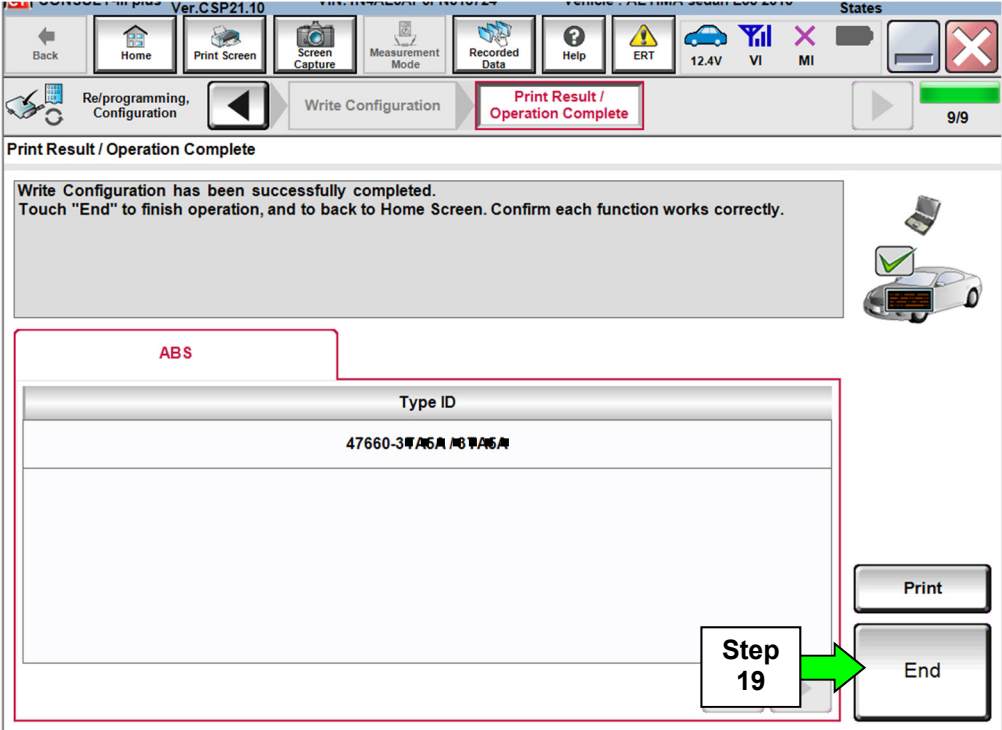 Ver.CSP21.10
States
Back
Home
Print Screen
Screen
Capture
Measurement
Mode
Recorded
Data
Help
ERT
12.4V
VI
MI
Re/programming,
Configuration
Write Configuration
Print Result /
Operation Complete
9/9
Print Result / Operation Complete
Write Configuration has been successfully completed.
Touch "End" to finish operation, and to back to Home Screen. Confirm each function works correctly.
ABS
Type ID
Print
Step
19
End